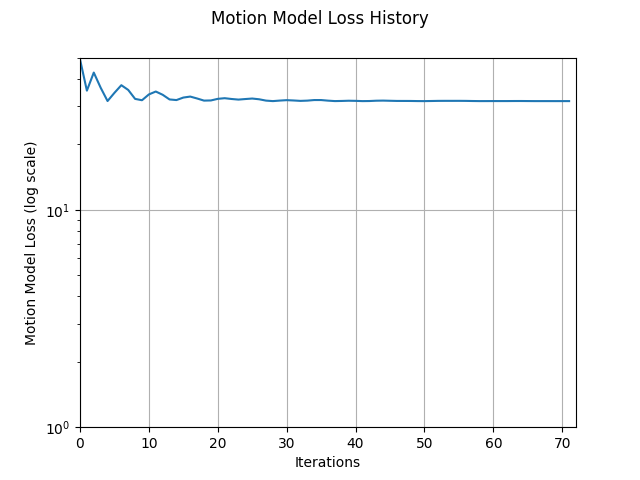 Motion Model Loss History
Motion Model Loss (log scale)
10¹
10⁰
0 10 20 30 40 50 60 70
Iterations